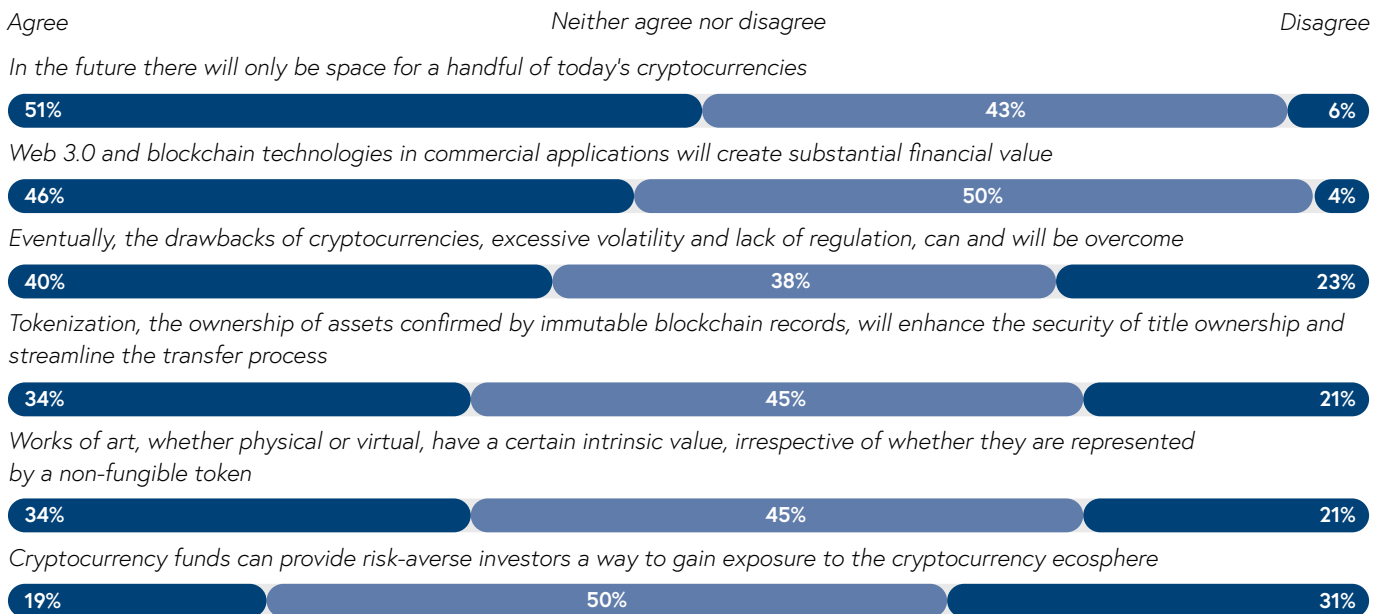 Agree Neither agree nor disagree Disagree
In the future there will only be space for a handful of today's cryptocurrencies
51% 43% 6%
Web 3.0 and blockchain technologies in commercial applications will create substantial financial value
46% 50% 4%
Eventually, the drawbacks of cryptocurrencies, excessive volatility and lack of regulation, can and will be overcome
40% 38% 23%
Tokenization, the ownership of assets confirmed by immutable blockchain records, will enhance the security of title ownership and
streamline the transfer process
34% 45% 21%
Works of art, whether physical or virtual, have a certain intrinsic value, irrespective of whether they are represented
by a non-fungible token
34% 45% 21%
Cryptocurrency funds can provide risk-averse investors a way to gain exposure to the cryptocurrency ecosphere
19% 50% 31%